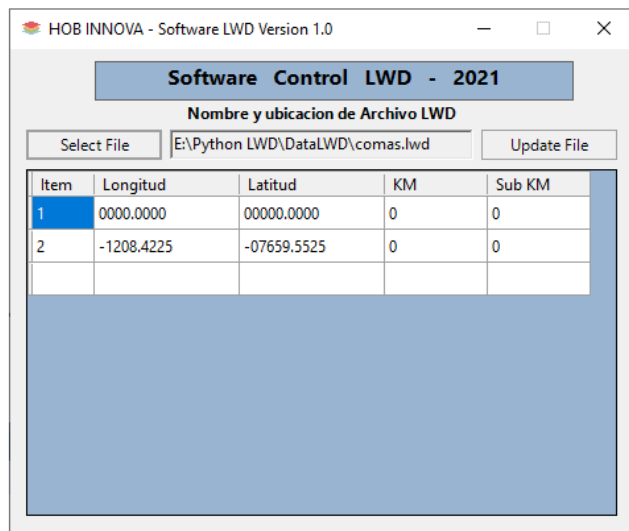 HOB INNOVA - Software LWD Version 1.0
Software Control LWD - 2021
Nombre y ubicacion de Archivo LWD
Select File E:\Python LWD\DataLWD\comas.lwd Update File
Item Longitud Latitud KM Sub KM
1 0000.0000 00000.0000 0 0
2 -1208.4225 -07659.5525 0 0